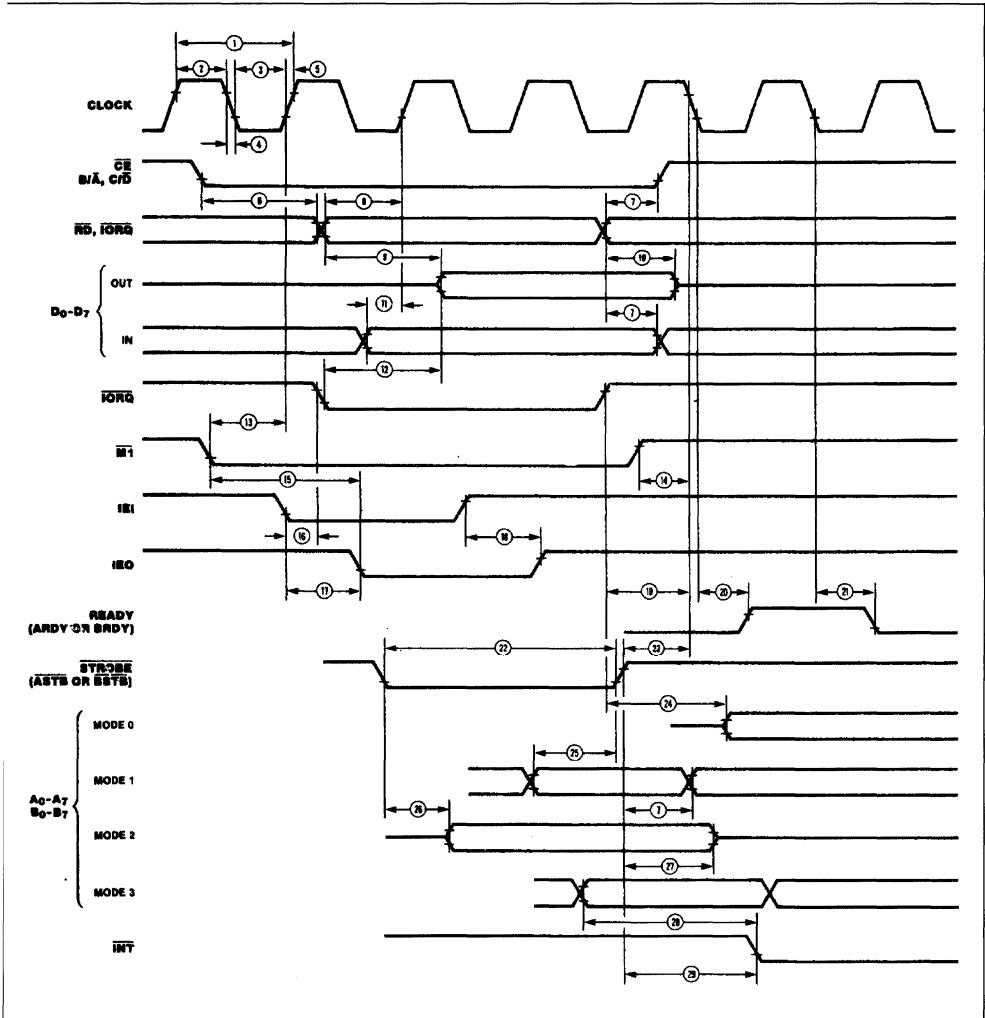 1
2 3 5
CLOCK
4
CE
B/A, C/D
6 8 7
RD, IORQ
9 10
OUT
11
D0-D7
7
IN
12
IORQ
13
M1
15 14
IEI
16 18
IEO
17 19 20 21
READY
(ARDY OR BRDY)
22 23
STROBE
(ASTB OR BSTB)
24
MODE 0
25
MODE 1
A0-A7
B0-B7
26 7
MODE 2
27
MODE 3
28
INT
29